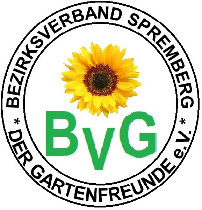 * BEZIRKSVERBAND SPREMBERG *
BVG
DER GARTENFREUNDE e.V.